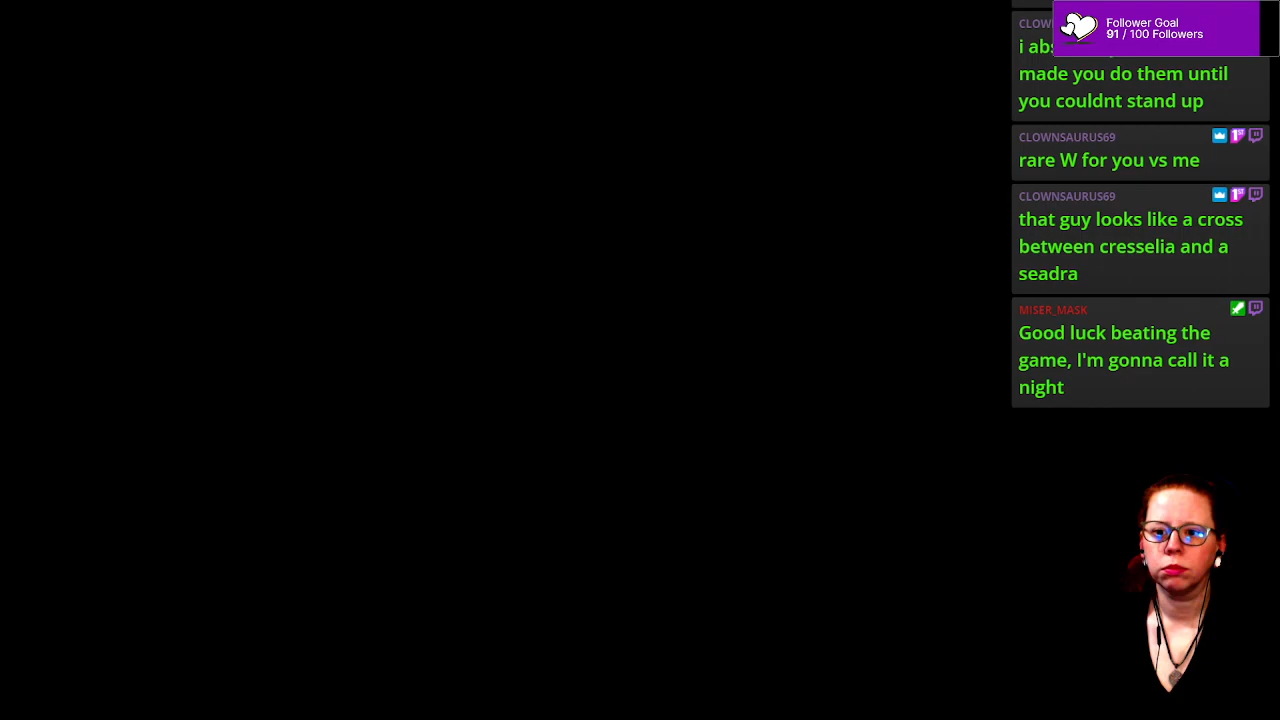 Follower Goal
91 / 100 Followers
made you do them until
you couldnt stand up
CLOWNSAURUS69
rare W for you vs me
CLOWNSAURUS69
that guy looks like a cross
between cresselia and a
seadra
MISER_MASK
Good luck beating the
game, I'm gonna call it a
night